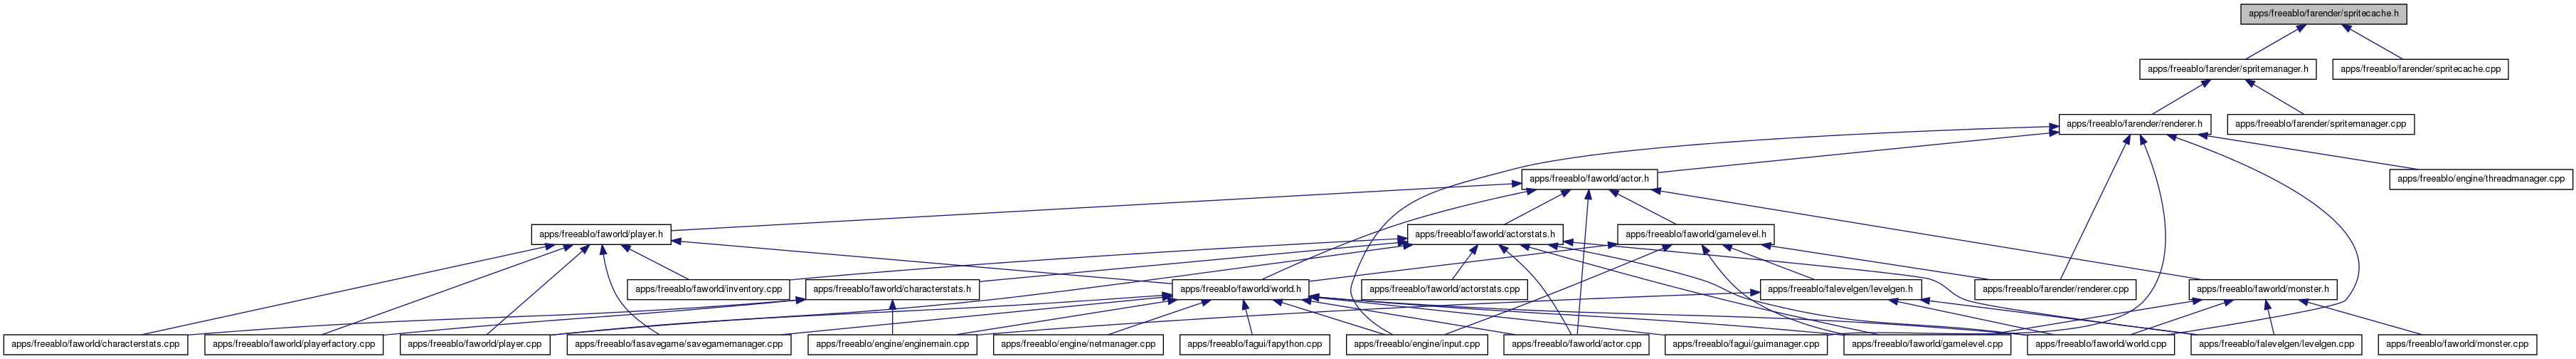 apps/freeablo/farender/spritecache.h
apps/freeablo/farender/spritemanager.h
apps/freeablo/farender/spritecache.cpp
apps/freeablo/farender/renderer.h
apps/freeablo/farender/spritemanager.cpp
apps/freeablo/faworld/actor.h
apps/freeablo/engine/threadmanager.cpp
apps/freeablo/faworld/player.h
apps/freeablo/faworld/actorstats.h
apps/freeablo/faworld/gamelevel.h
apps/freeablo/faworld/inventory.cpp
apps/freeablo/faworld/characterstats.h
apps/freeablo/faworld/world.h
apps/freeablo/faworld/actorstats.cpp
apps/freeablo/falevelgen/levelgen.h
apps/freeablo/farender/renderer.cpp
apps/freeablo/faworld/monster.h
apps/freeablo/faworld/characterstats.cpp
apps/freeablo/faworld/playerfactory.cpp
apps/freeablo/faworld/player.cpp
apps/freeablo/fasavegame/savegamemanager.cpp
apps/freeablo/engine/enginemain.cpp
apps/freeablo/engine/netmanager.cpp
apps/freeablo/fagui/fapython.cpp
apps/freeablo/engine/input.cpp
apps/freeablo/faworld/actor.cpp
apps/freeablo/fagui/guimanager.cpp
apps/freeablo/faworld/gamelevel.cpp
apps/freeablo/faworld/world.cpp
apps/freeablo/falevelgen/levelgen.cpp
apps/freeablo/faworld/monster.cpp